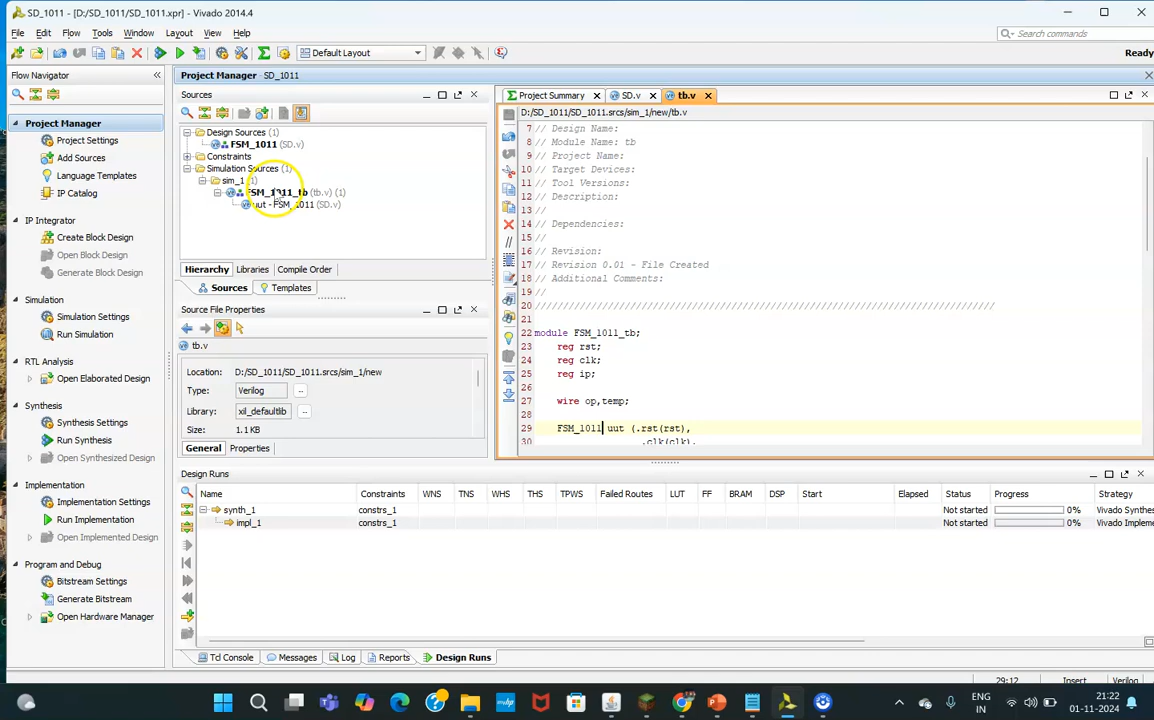 SD_1011 - [D:/SD_1011/SD_1011.xpr] - Vivado 2014.4
File Edit Flow Tools Window Layout View Help
Search commands
Default Layout
Ready
Flow Navigator
Project Manager - SD_1011
Sources
Project Summary SD.v tb.v
D:/SD_1011/SD_1011.srcs/sim_1/new/tb.v
Project Manager
Project Settings
Add Sources
Language Templates
IP Catalog
IP Integrator
Create Block Design
Open Block Design
Generate Block Design
Simulation
Simulation Settings
Run Simulation
RTL Analysis
Open Elaborated Design
Synthesis
Synthesis Settings
Run Synthesis
Open Synthesized Design
Implementation
Implementation Settings
Run Implementation
Open Implemented Design
Program and Debug
Bitstream Settings
Generate Bitstream
Open Hardware Manager
Design Sources (1)
FSM_1011 (SD.v)
Constraints
Simulation Sources (1)
sim_1 (1)
FSM_1011_tb (tb.v) (1)
uut - FSM_1011 (SD.v)
Hierarchy Libraries Compile Order
Sources Templates
Source File Properties
tb.v
Location: D:/SD_1011/SD_1011.srcs/sim_1/new
Type: Verilog
Library: xil_defaultlib
Size: 1.1 KB
General Properties
7 // Design Name:
8 // Module Name: tb
9 // Project Name:
10 // Target Devices:
11 // Tool Versions:
12 // Description:
13 //
14 // Dependencies:
15 //
16 // Revision:
17 // Revision 0.01 - File Created
18 // Additional Comments:
19 //
20 //////////////////////////////////////////////////////////////////////////////////
21
22 module FSM_1011_tb;
23 reg rst;
24 reg clk;
25 reg ip;
26
27 wire op,temp;
28
29 FSM_1011 uut (.rst(rst),
30 .clk(clk),
Design Runs
Name Constraints WNS TNS WHS THS TPWS Failed Routes LUT FF BRAM DSP Start Elapsed Status Progress Strategy
synth_1 constrs_1 Not started 0% Vivado Synthes
impl_1 constrs_1 Not started 0% Vivado Impleme
Tcl Console Messages Log Reports Design Runs
29:12 Insert Verilog
ENG
IN
21:22
01-11-2024